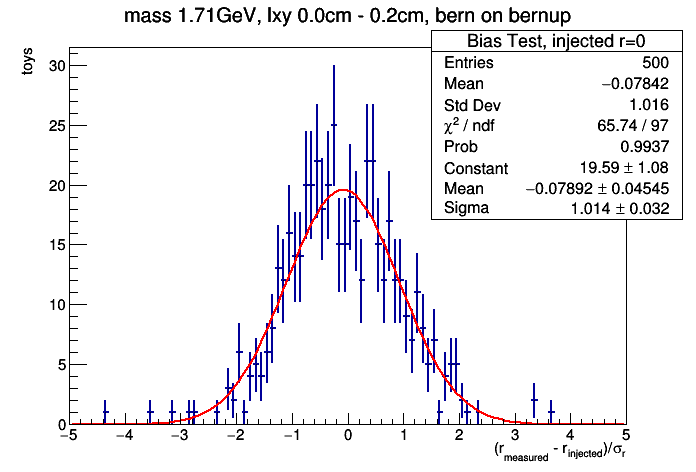 mass 1.71GeV, lxy 0.0cm - 0.2cm, bern on bernup
Bias Test, injected r=0
Entries 500
Mean −0.07842
Std Dev 1.016
χ² / ndf 65.74 / 97
Prob 0.9937
Constant 19.59 ± 1.08
Mean −0.07892 ± 0.04545
Sigma 1.014 ± 0.032
toys
30
25
20
15
10
5
0
−5 −4 −3 −2 −1 0 1 2 3 4 5
(r_measured - r_injected)/σ_r